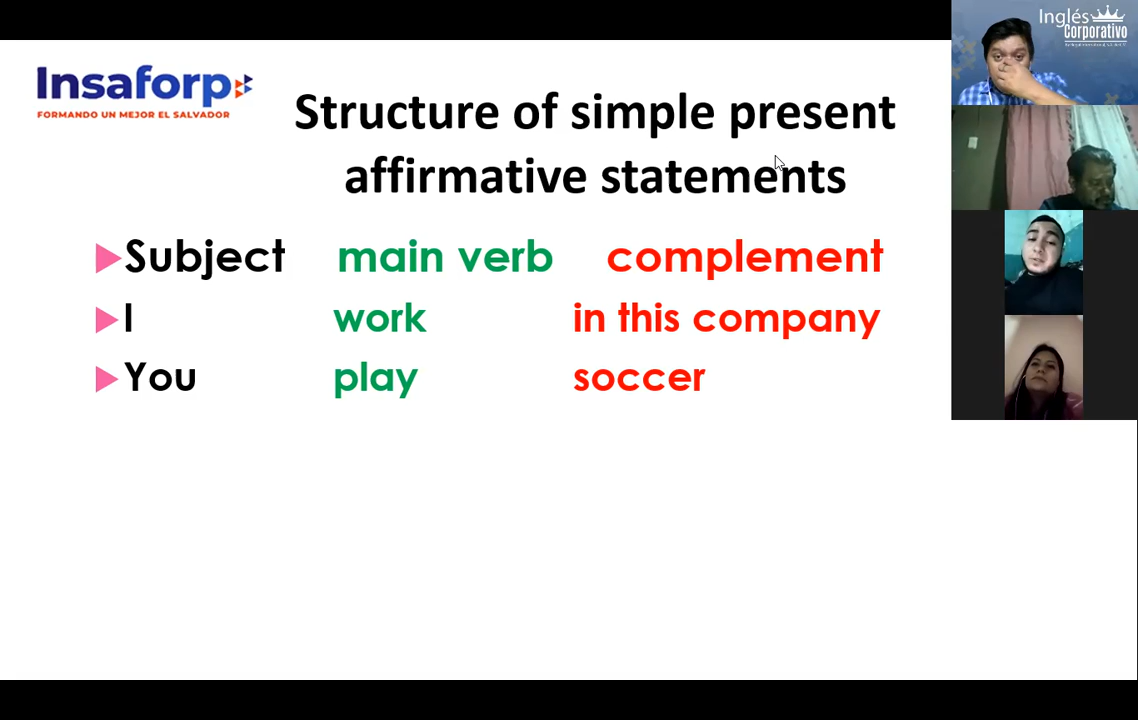 Insaforp
FORMANDO UN MEJOR EL SALVADOR
Structure of simple present
affirmative statements
Subject main verb complement
I work in this company
You play soccer
Inglés
Corporativo